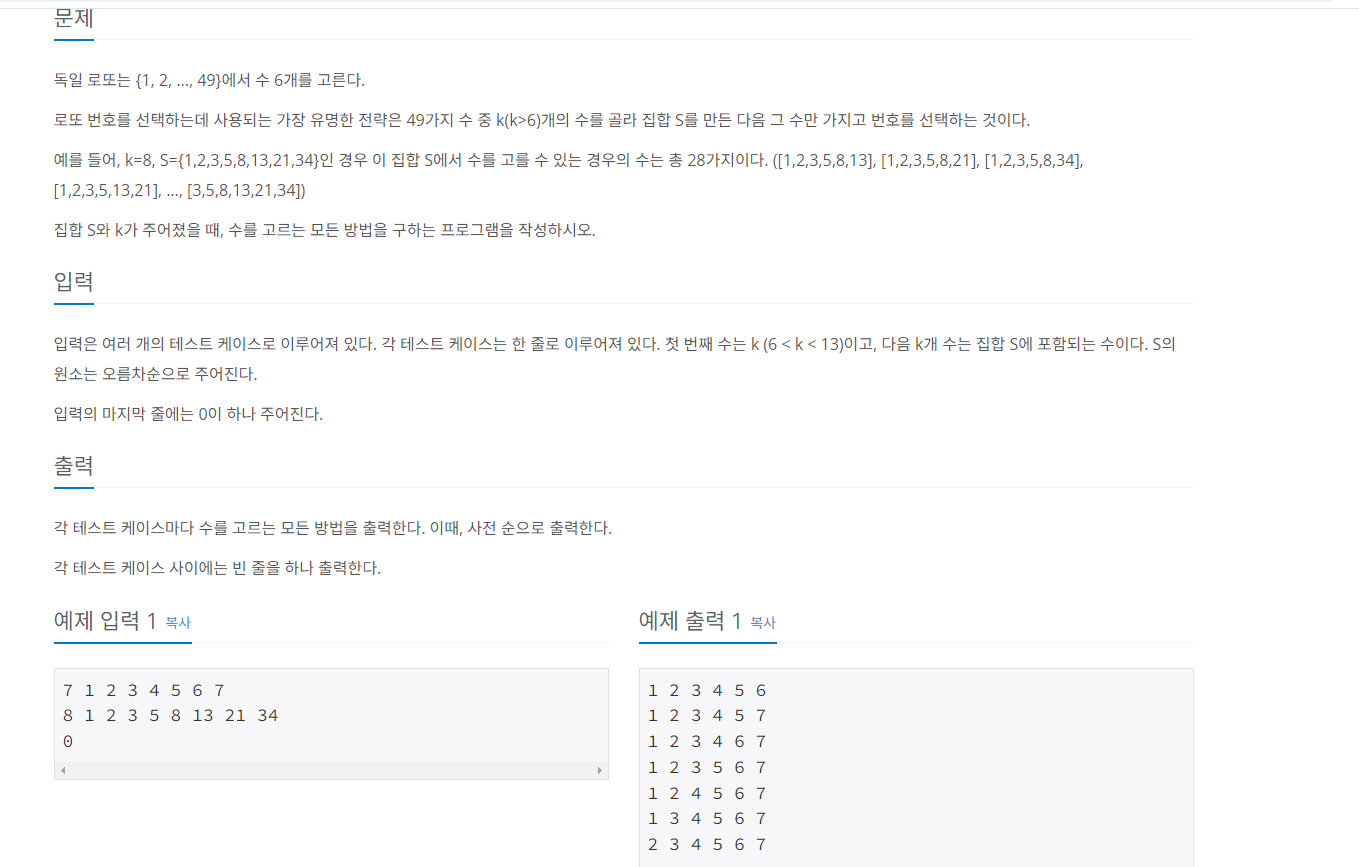 문제
독일 로또는 {1, 2, ..., 49}에서 수 6개를 고른다.
로또 번호를 선택하는데 사용되는 가장 유명한 전략은 49가지 수 중 k(k>6)개의 수를 골라 집합 S를 만든 다음 그 수만 가지고 번호를 선택하는 것이다.
예를 들어, k=8, S={1,2,3,5,8,13,21,34}인 경우 이 집합 S에서 수를 고를 수 있는 경우의 수는 총 28가지이다. ([1,2,3,5,8,13], [1,2,3,5,8,21], [1,2,3,5,8,34],
[1,2,3,5,13,21], ..., [3,5,8,13,21,34])
집합 S와 k가 주어졌을 때, 수를 고르는 모든 방법을 구하는 프로그램을 작성하시오.
입력
입력은 여러 개의 테스트 케이스로 이루어져 있다. 각 테스트 케이스는 한 줄로 이루어져 있다. 첫 번째 수는 k (6 < k < 13)이고, 다음 k개 수는 집합 S에 포함되는 수이다. S의
원소는 오름차순으로 주어진다.
입력의 마지막 줄에는 0이 하나 주어진다.
출력
각 테스트 케이스마다 수를 고르는 모든 방법을 출력한다. 이때, 사전 순으로 출력한다.
각 테스트 케이스 사이에는 빈 줄을 하나 출력한다.
예제 입력 1 복사
7 1 2 3 4 5 6 7
8 1 2 3 5 8 13 21 34
0
예제 출력 1 복사
1 2 3 4 5 6
1 2 3 4 5 7
1 2 3 4 6 7
1 2 3 5 6 7
1 2 4 5 6 7
1 3 4 5 6 7
2 3 4 5 6 7